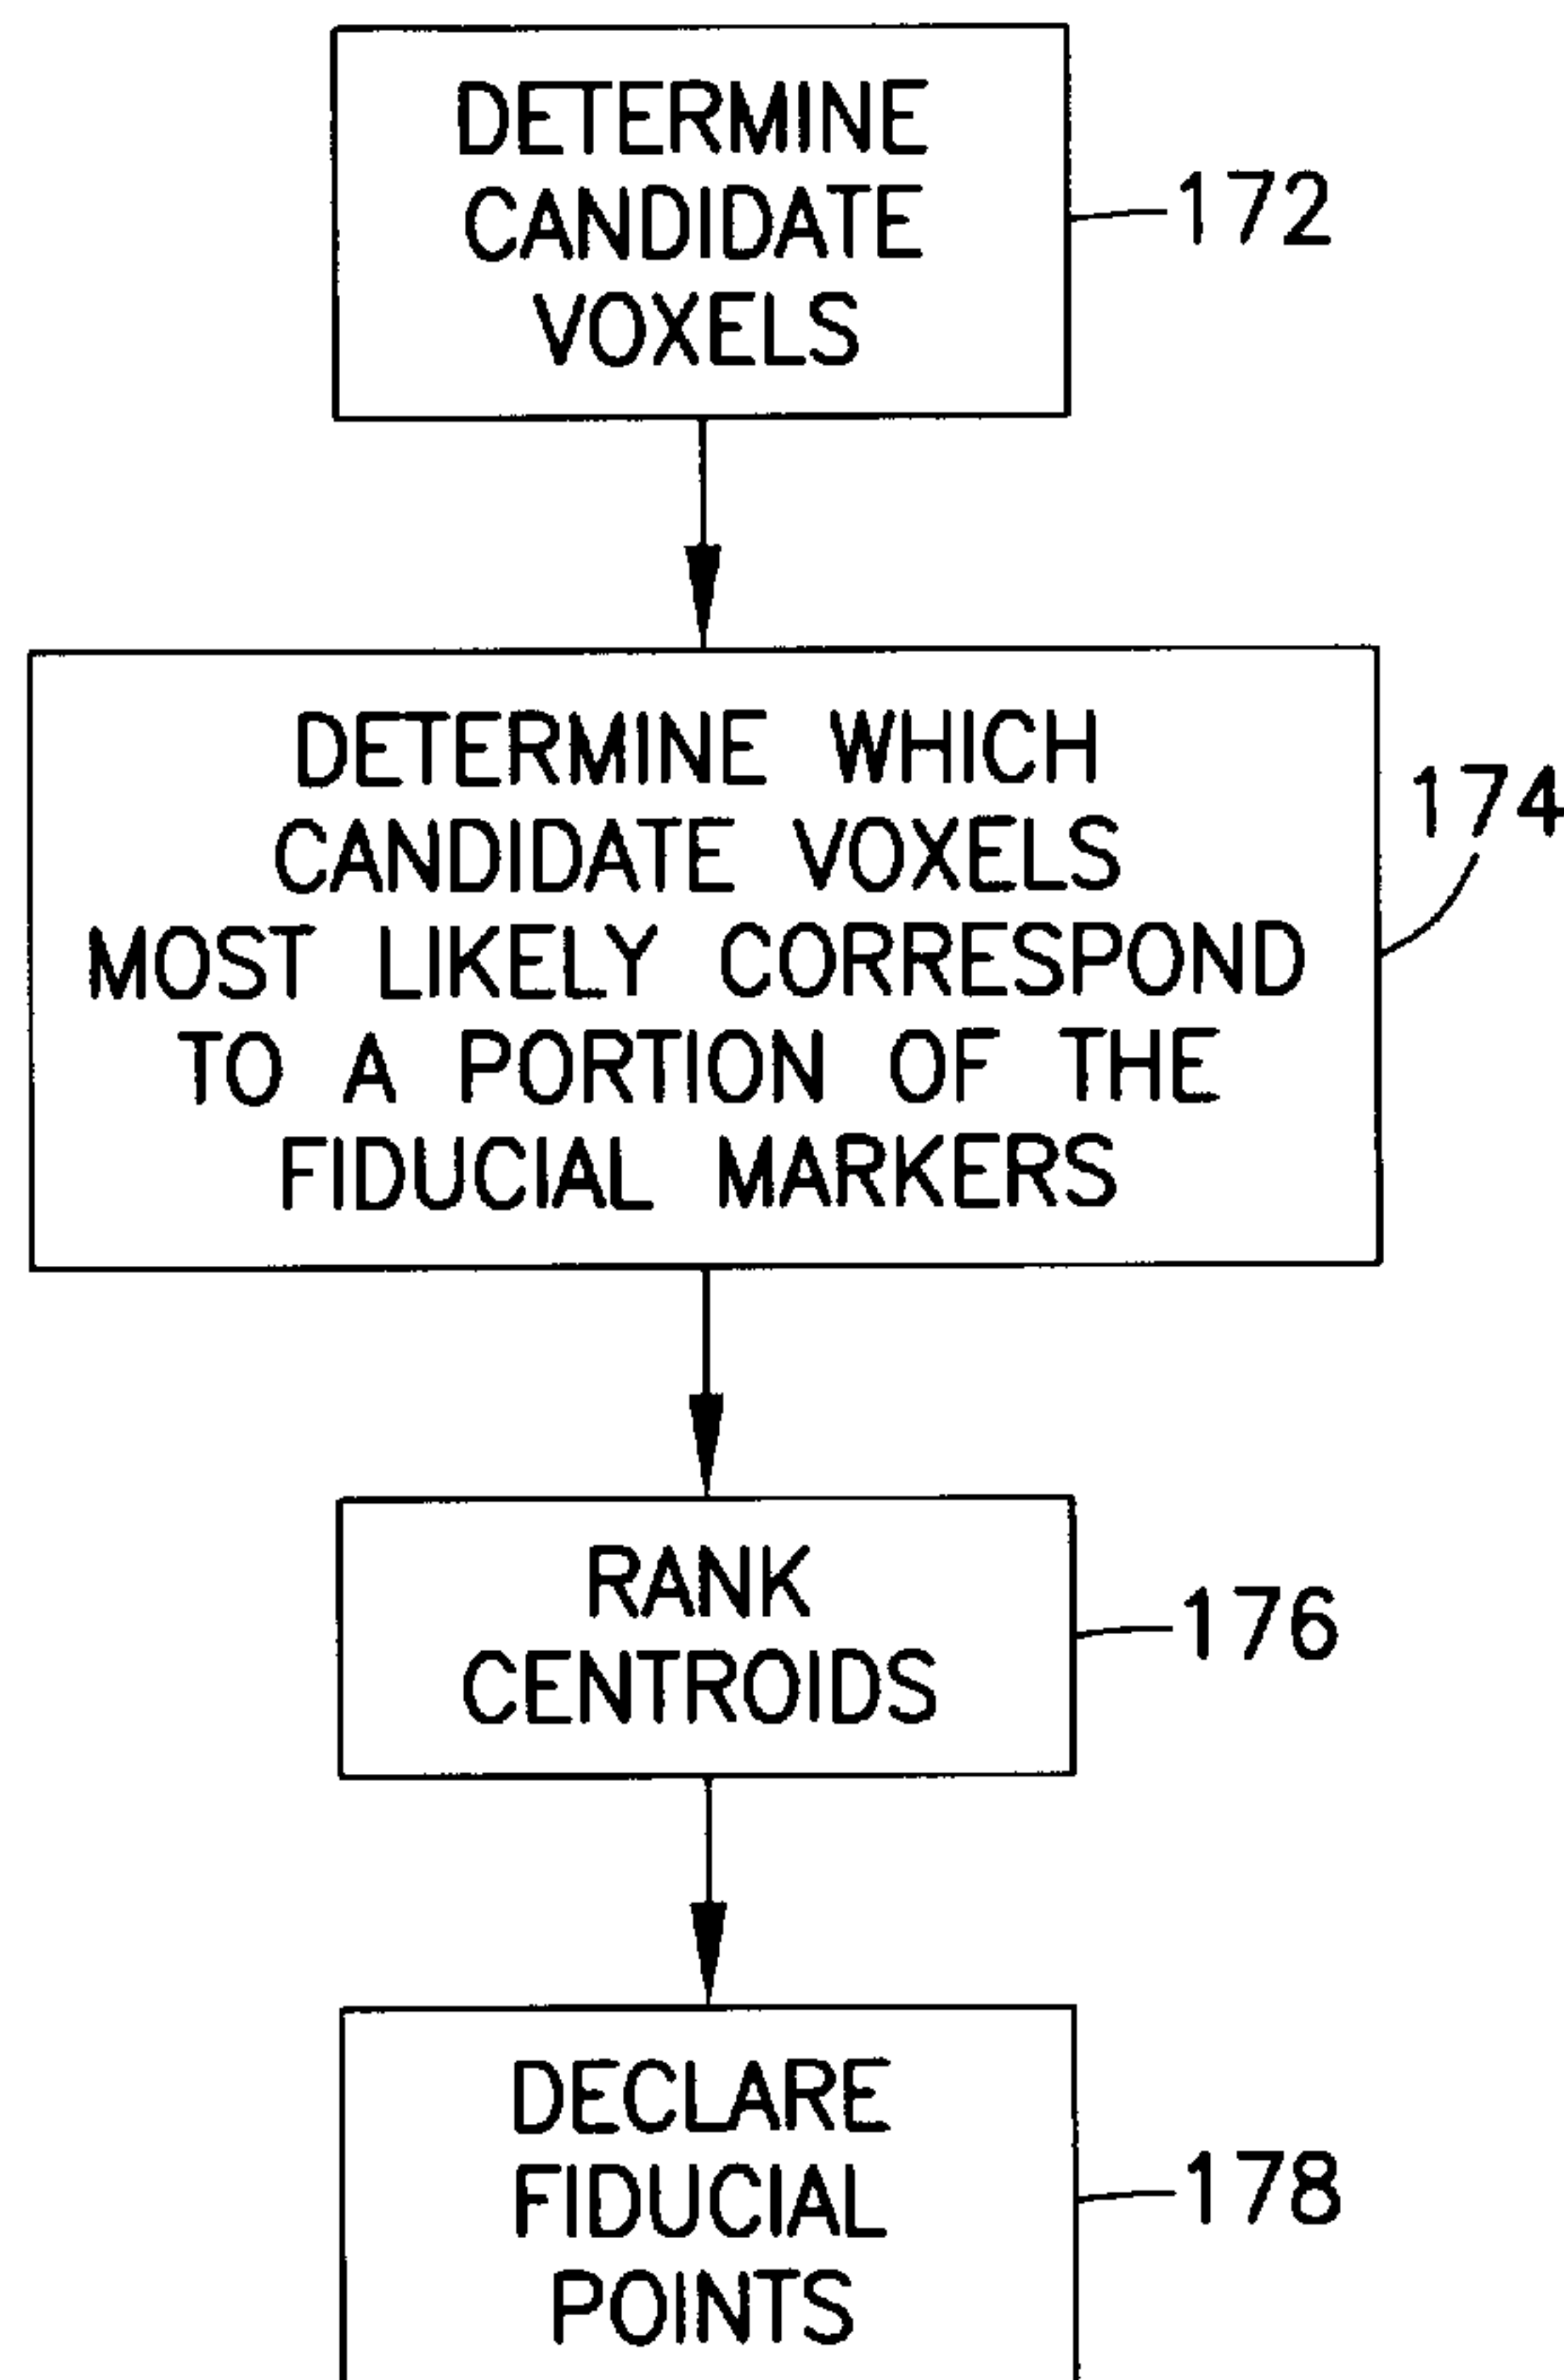 DETERMINE
CANDIDATE
VOXELS
172
DETERMINE WHICH
CANDIDATE VOXELS
MOST LIKELY CORRESPOND
TO A PORTION OF THE
FIDUCIAL MARKERS
174
RANK
CENTROIDS
176
DECLARE
FIDUCIAL
POINTS
178